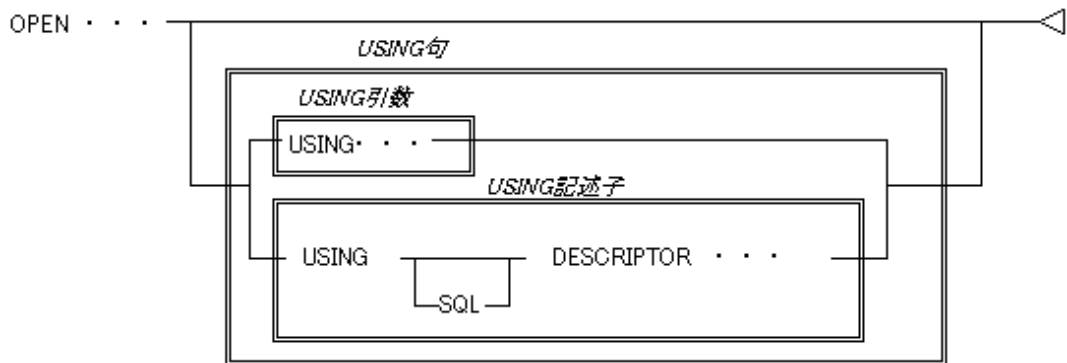 OPEN ・ ・ ・
USING句
USING引数
USING・ ・ ・
USING記述子
USING DESCRIPTOR ・ ・ ・
SQL